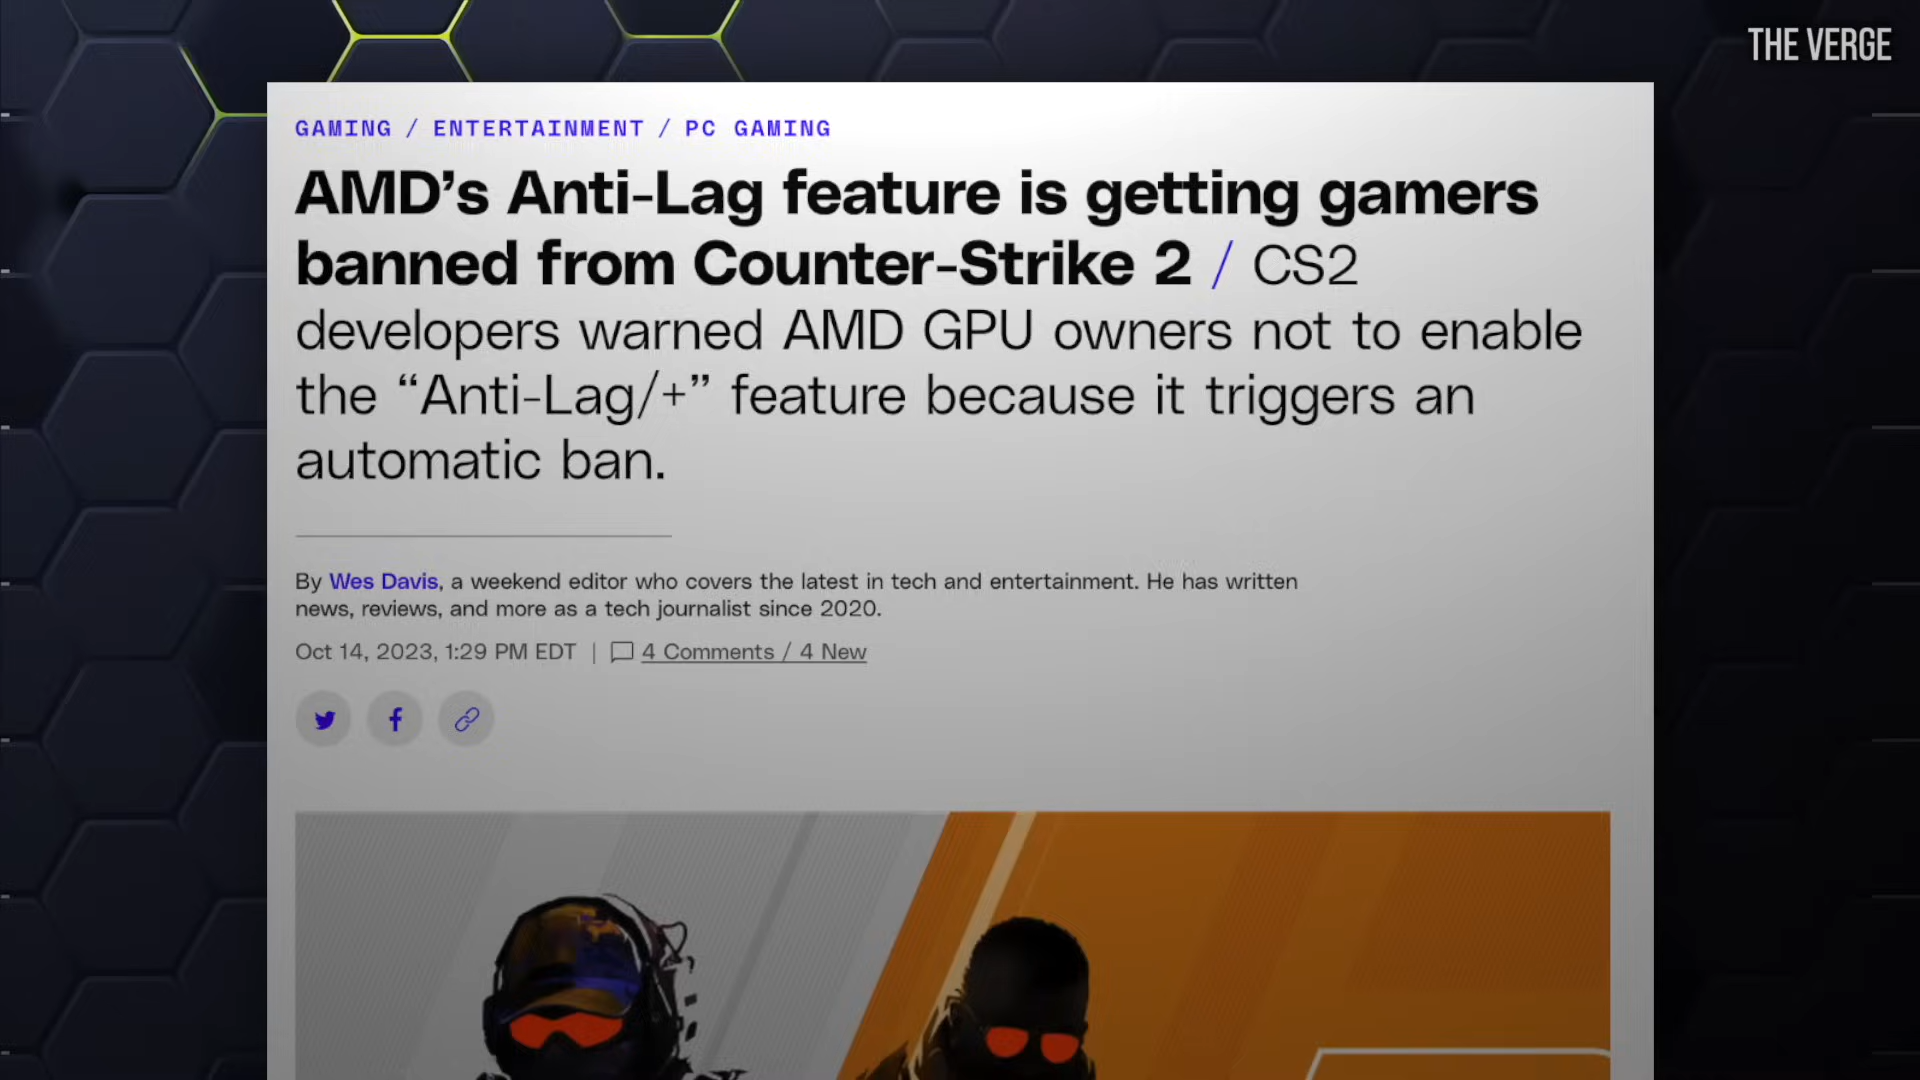 THE VERGE
GAMING / ENTERTAINMENT / PC GAMING
AMD’s Anti-Lag feature is getting gamers
banned from Counter-Strike 2 / CS2
developers warned AMD GPU owners not to enable
the “Anti-Lag/+” feature because it triggers an
automatic ban.
By Wes Davis, a weekend editor who covers the latest in tech and entertainment. He has written
news, reviews, and more as a tech journalist since 2020.
Oct 14, 2023, 1:29 PM EDT | 4 Comments / 4 New